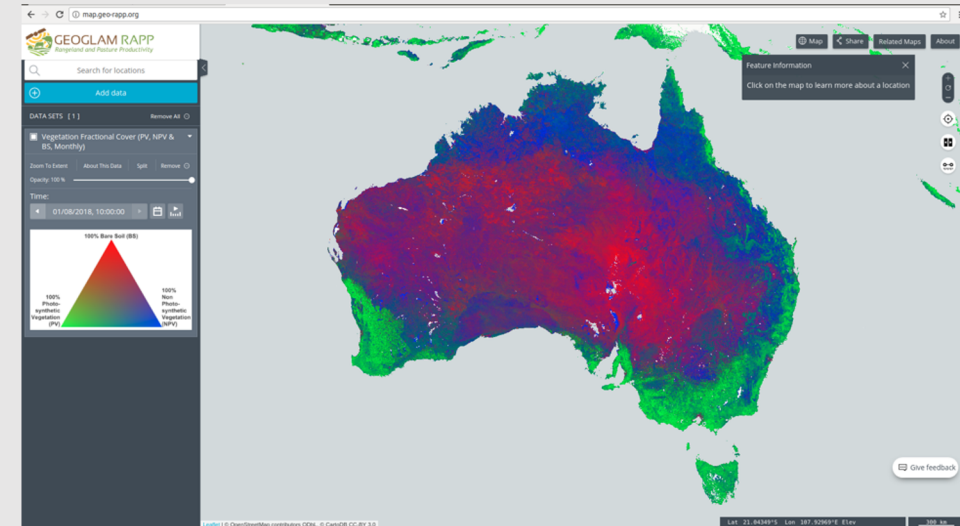 map.geo-rapp.org
GEOGLAM RAPP
Rangeland and Pasture Productivity
Search for locations
Add data
DATA SETS [ 1 ]
Remove All
Vegetation Fractional Cover (PV, NPV &
BS, Monthly)
Zoom To Extent
About This Data
Split
Remove
Opacity: 100 %
Time:
01/08/2018, 10:00:00
100% Bare Soil (BS)
100%
Photo-
synthetic
Vegetation
(PV)
100%
Non
Photo-
synthetic
Vegetation
(NPV)
Map
Share
Related Maps
About
Feature Information
Click on the map to learn more about a location
Give feedback
Leaflet | © OpenStreetMap contributors ODbL, © CartoDB CC-BY 3.0
Lat 21.84349°S Lon 107.92969°E Elev
300 km